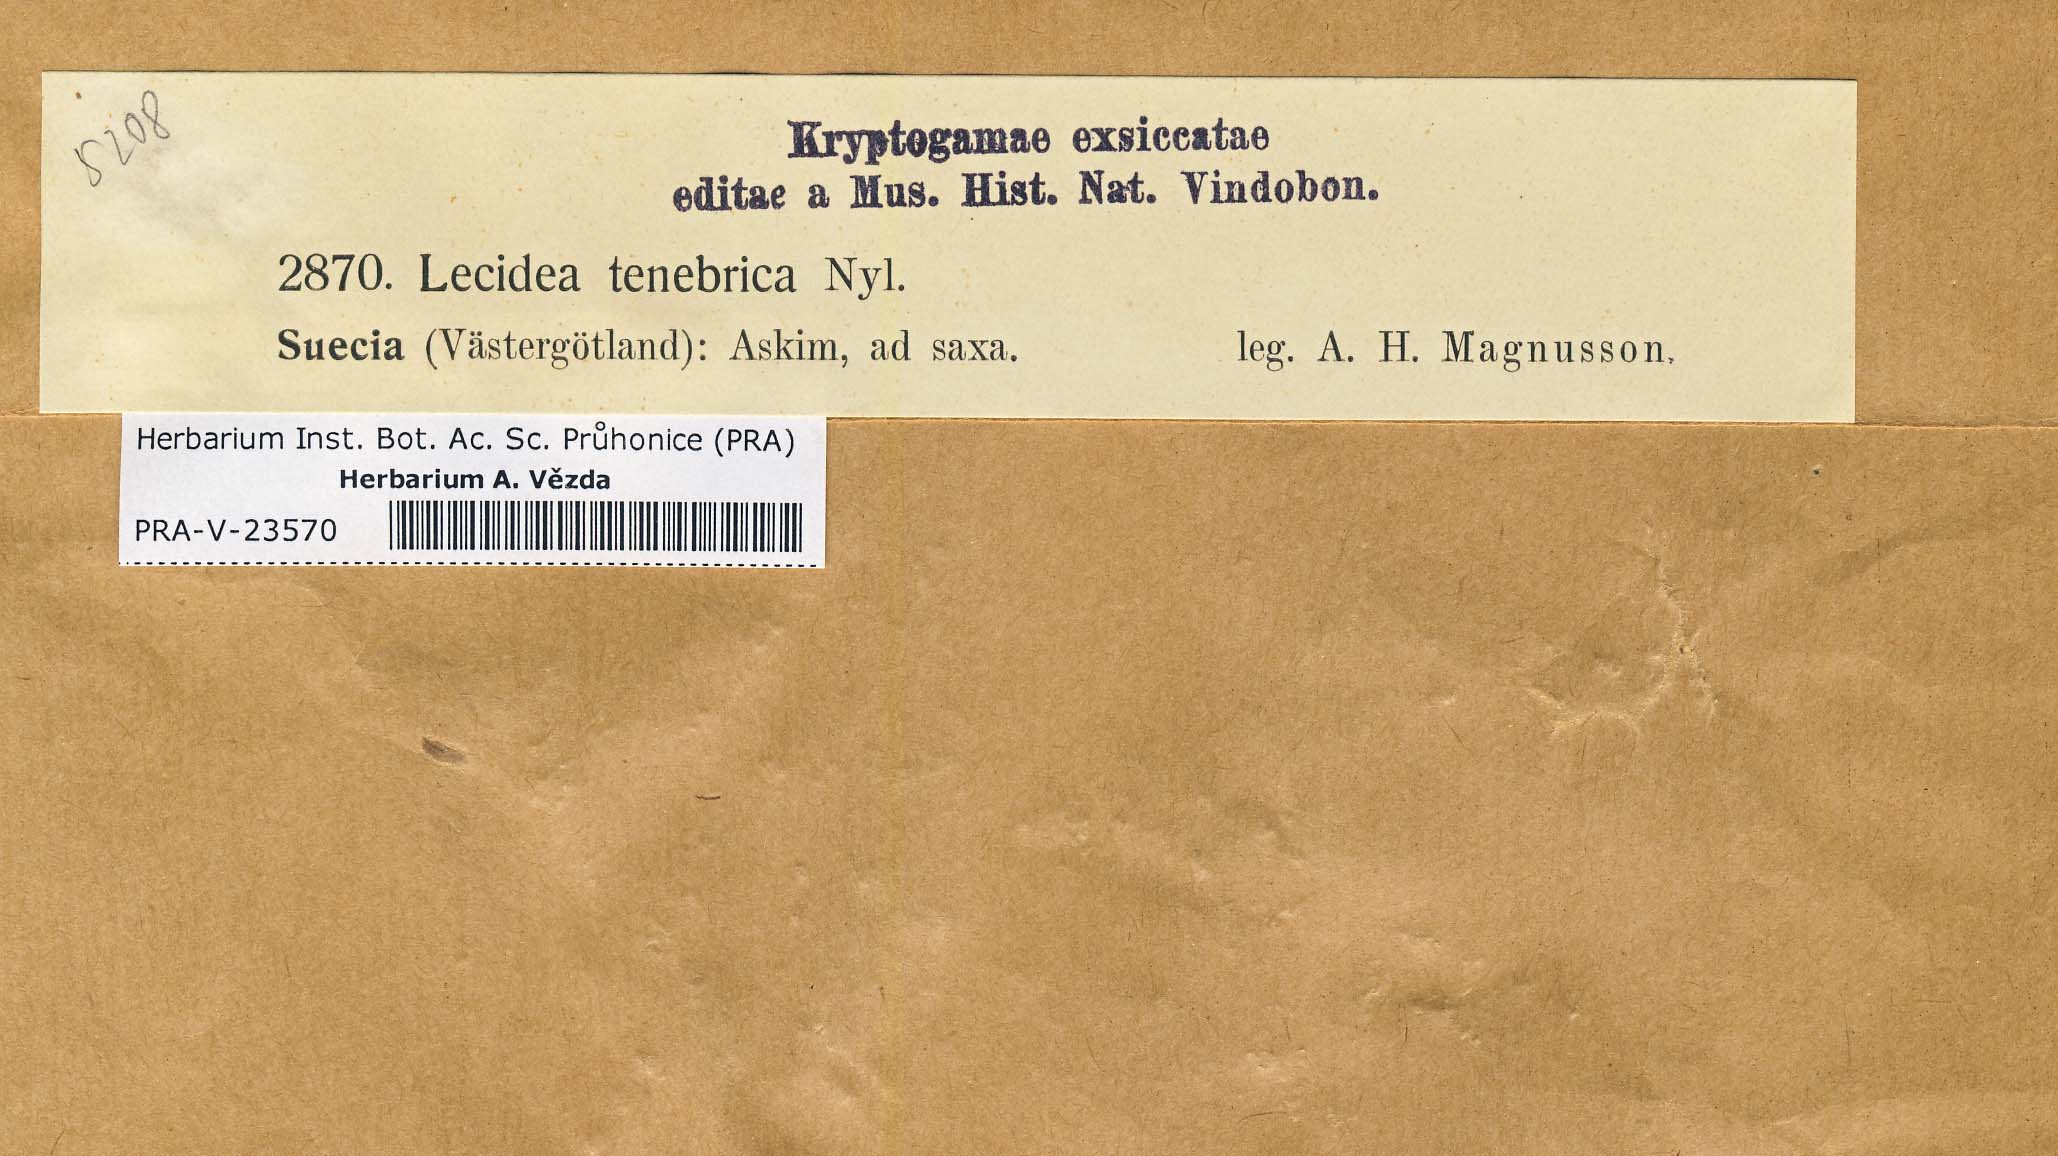 5208
Kryptogamae exsiccatae
editae a Mus. Hist. Nat. Vindobon.
2870. Lecidea tenebrica Nyl.
Suecia (Västergötland): Askim, ad saxa. leg. A. H. Magnusson.
Herbarium Inst. Bot. Ac. Sc. Průhonice (PRA)
Herbarium A. Vězda
PRA-V-23570